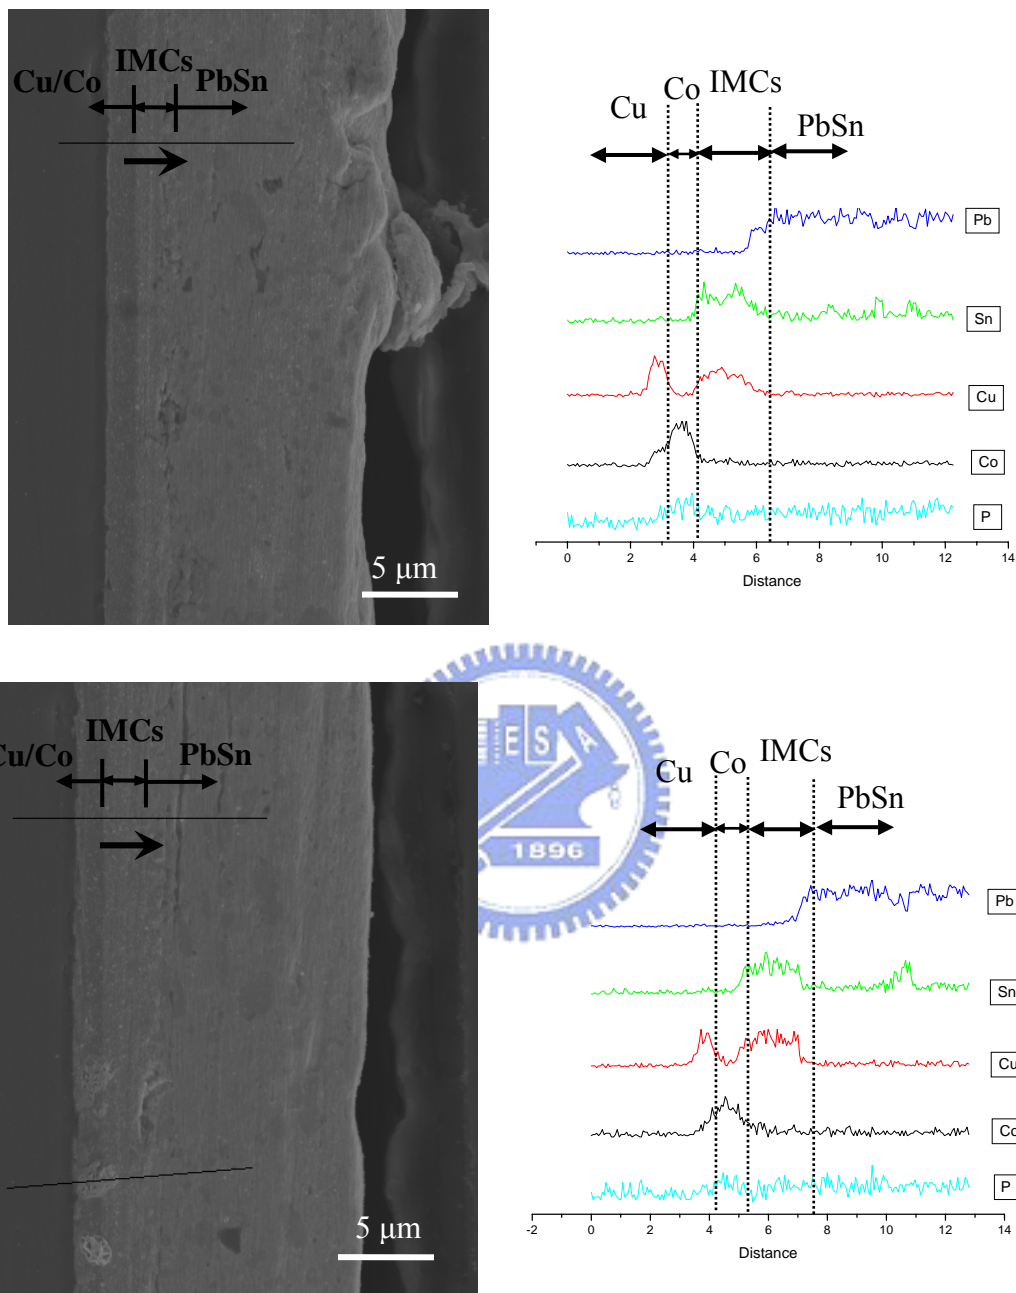 IMCs
Cu/Co
PbSn
5 μm
Cu
Co
IMCs
PbSn
Pb
Sn
Cu
Co
P
0 2 4 6 8 10 12 14
Distance
IMCs
Cu/Co
PbSn
5 μm
E S A
1896
Cu
Co
IMCs
PbSn
Pb
Sn
Cu
Co
P
-2 0 2 4 6 8 10 12 14
Distance